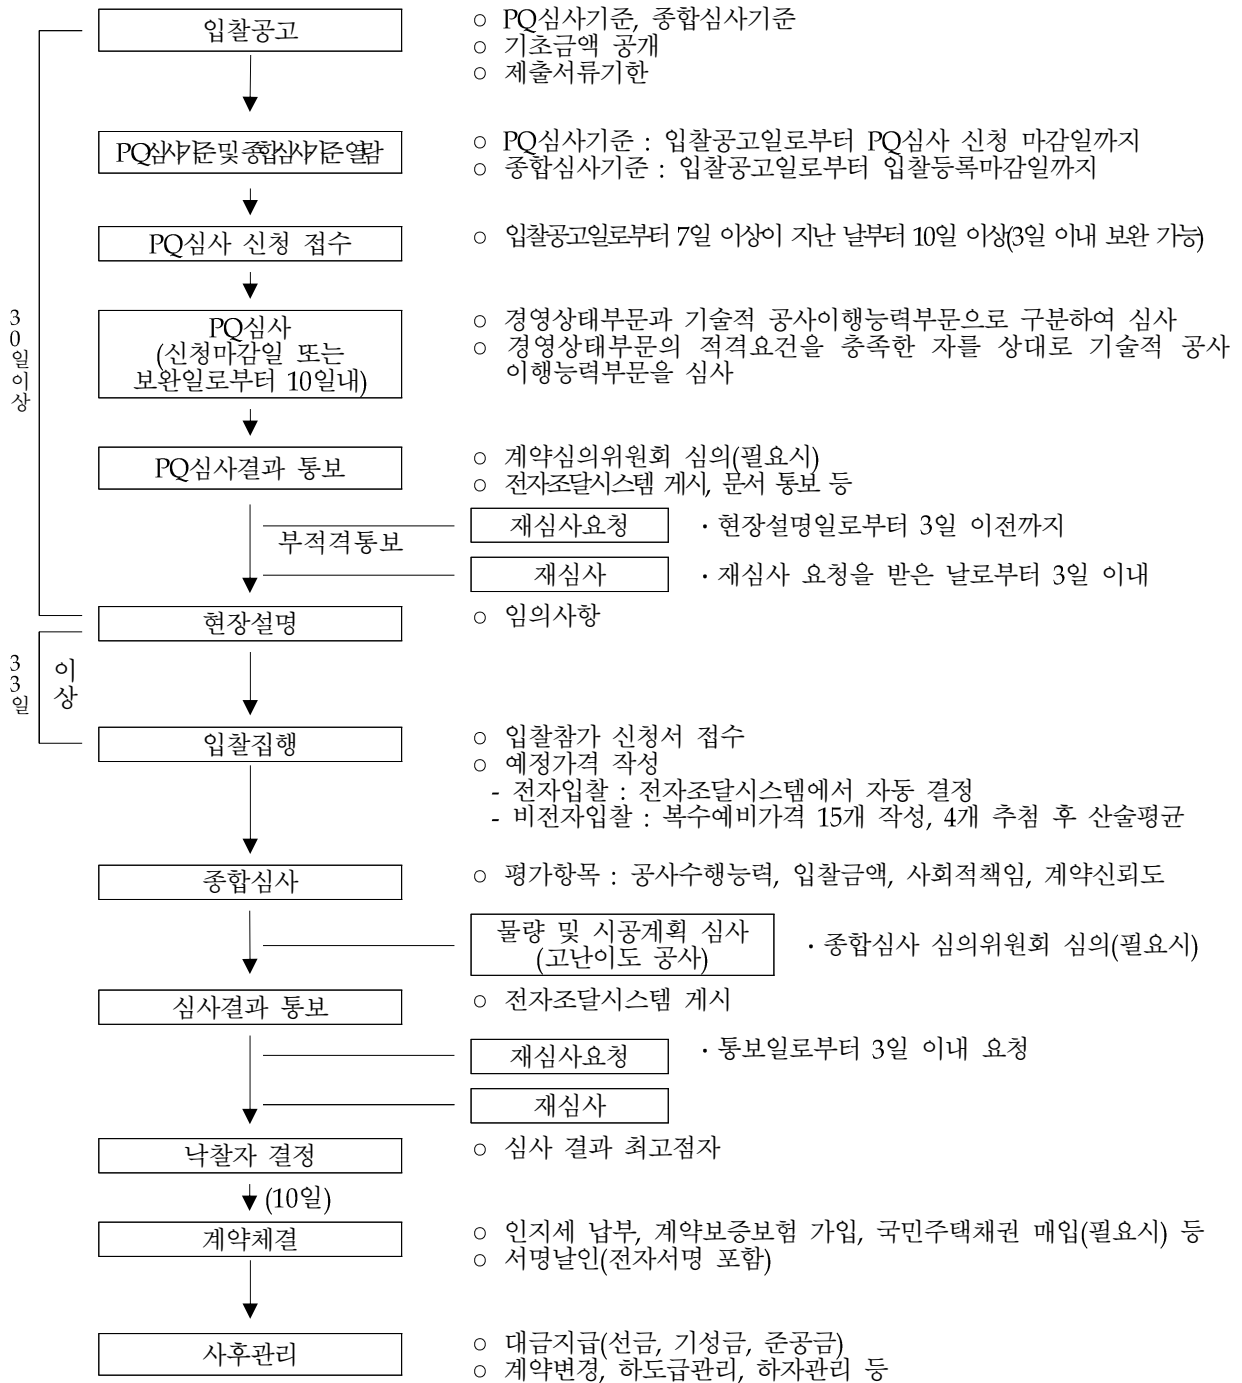 입찰공고
○ PQ심사기준, 종합심사기준
○ 기초금액 공개
○ 제출서류기한
PQ심사기준 및 종합심사기준 열람
○ PQ심사기준 : 입찰공고일로부터 PQ심사 신청 마감일까지
○ 종합심사기준 : 입찰공고일로부터 입찰등록마감일까지
PQ심사 신청 접수
○ 입찰공고일로부터 7일 이상이 지난 날부터 10일 이상(3일 이내 보완 가능)
30일이상
PQ심사
(신청마감일 또는
보완일로부터 10일내)
○ 경영상태부문과 기술적 공사이행능력부문으로 구분하여 심사
○ 경영상태부문의 적격요건을 충족한 자를 상대로 기술적 공사
이행능력부문을 심사
PQ심사결과 통보
○ 계약심의위원회 심의(필요시)
○ 전자조달시스템 게시, 문서 통보 등
부적격통보
재심사요청
· 현장설명일로부터 3일 이전까지
재심사
· 재심사 요청을 받은 날로부터 3일 이내
현장설명
○ 임의사항
33일
이상
입찰집행
○ 입찰참가 신청서 접수
○ 예정가격 작성
- 전자입찰 : 전자조달시스템에서 자동 결정
- 비전자입찰 : 복수예비가격 15개 작성, 4개 추첨 후 산술평균
종합심사
○ 평가항목 : 공사수행능력, 입찰금액, 사회적책임, 계약신뢰도
물량 및 시공계획 심사
(고난이도 공사)
· 종합심사 심의위원회 심의(필요시)
심사결과 통보
○ 전자조달시스템 게시
재심사요청
· 통보일로부터 3일 이내 요청
재심사
낙찰자 결정
○ 심사 결과 최고점자
(10일)
계약체결
○ 인지세 납부, 계약보증보험 가입, 국민주택채권 매입(필요시) 등
○ 서명날인(전자서명 포함)
사후관리
○ 대금지급(선금, 기성금, 준공금)
○ 계약변경, 하도급관리, 하자관리 등